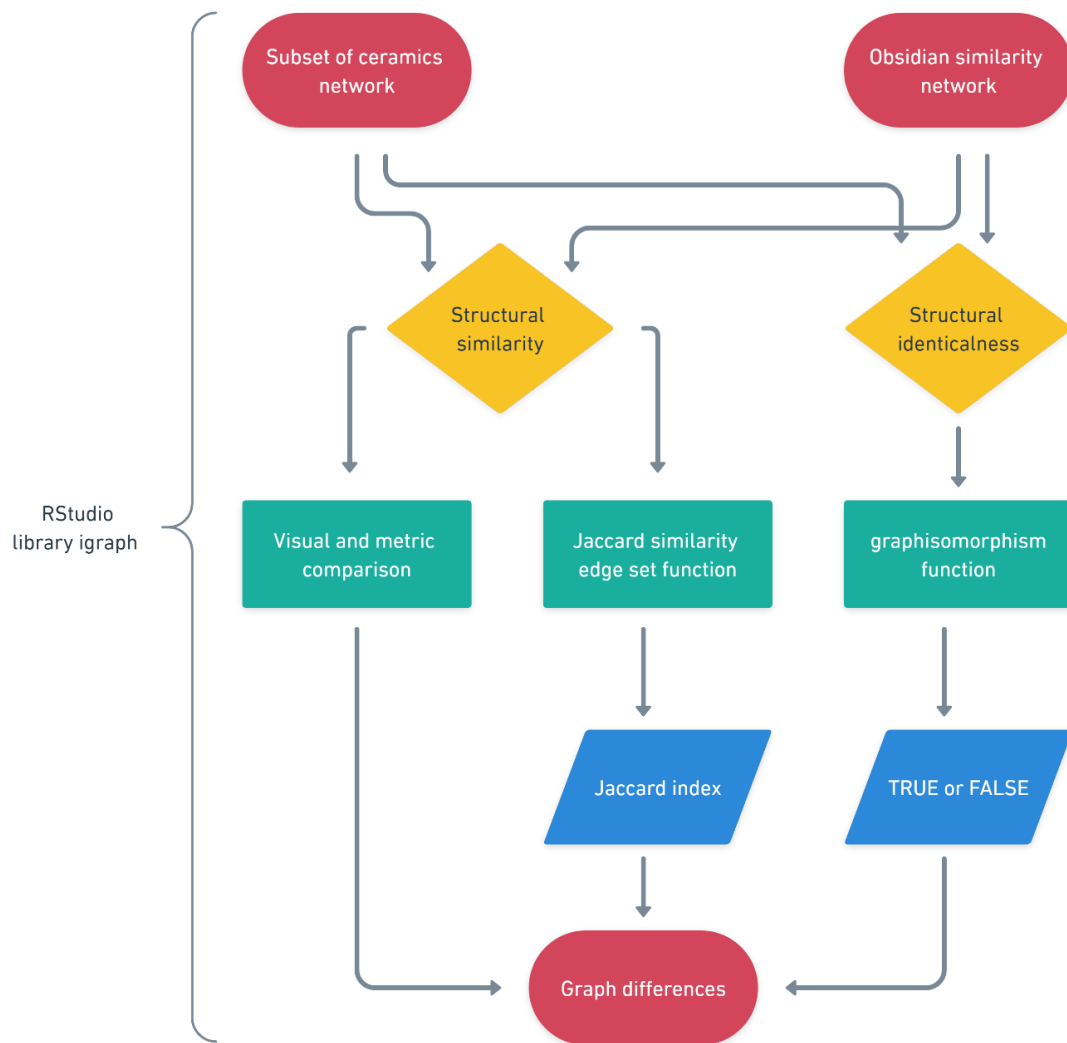 Subset of ceramics
network
Obsidian similarity
network
Structural
similarity
Structural
identicalness
RStudio
library igraph
Visual and metric
comparison
Jaccard similarity
edge set function
graphisomorphism
function
Jaccard index
TRUE or FALSE
Graph differences